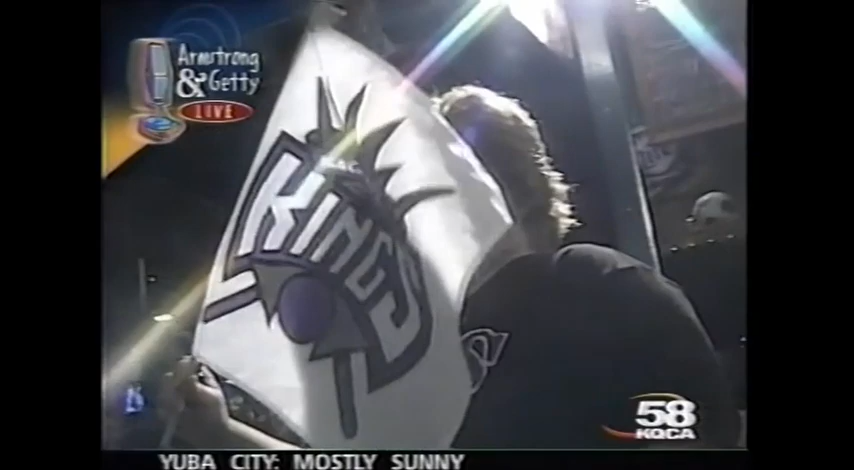 Armstrong
& Getty
LIVE
KINGS
58
KQCA
YUBA CITY: MOSTLY SUNNY